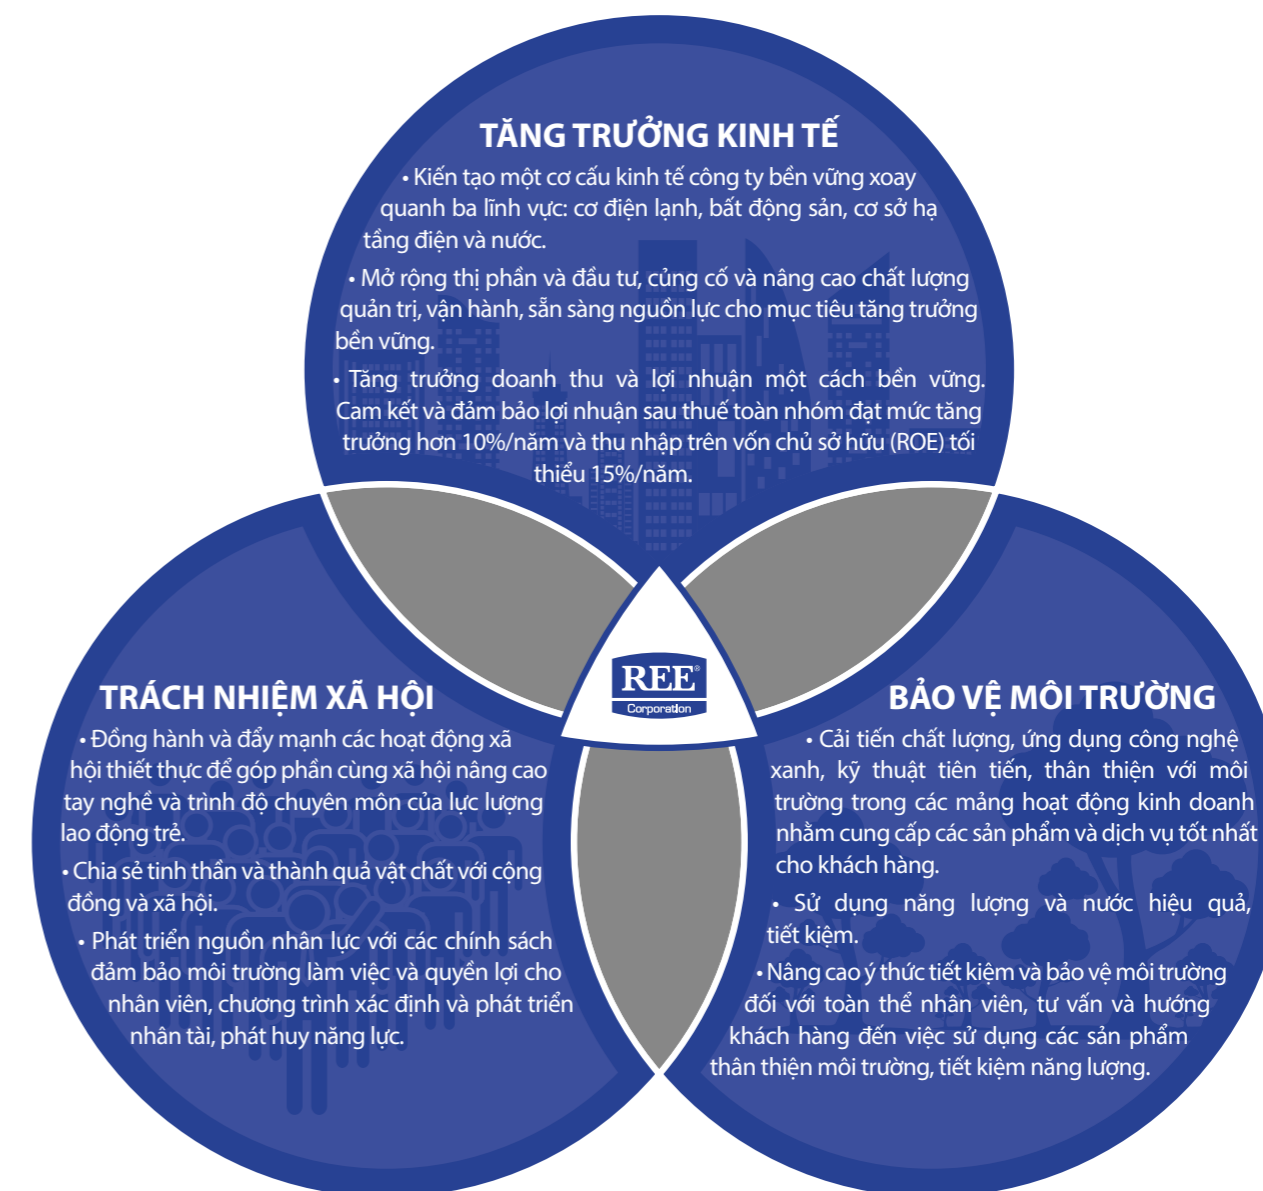 TĂNG TRƯỞNG KINH TẾ
• Kiến tạo một cơ cấu kinh tế công ty bền vững xoay
quanh ba lĩnh vực: cơ điện lạnh, bất động sản, cơ sở hạ
tầng điện và nước.
• Mở rộng thị phần và đầu tư, củng cố và nâng cao chất lượng
quản trị, vận hành, sẵn sàng nguồn lực cho mục tiêu tăng trưởng
bền vững.
• Tăng trưởng doanh thu và lợi nhuận một cách bền vững.
Cam kết và đảm bảo lợi nhuận sau thuế toàn nhóm đạt mức tăng
trưởng hơn 10%/năm và thu nhập trên vốn chủ sở hữu (ROE) tối
thiểu 15%/năm.
REE®
Corporation
TRÁCH NHIỆM XÃ HỘI
• Đồng hành và đẩy mạnh các hoạt động xã
hội thiết thực để góp phần cùng xã hội nâng cao
tay nghề và trình độ chuyên môn của lực lượng
lao động trẻ.
• Chia sẻ tinh thần và thành quả vật chất với cộng
đồng và xã hội.
• Phát triển nguồn nhân lực với các chính sách
đảm bảo môi trường làm việc và quyền lợi cho
nhân viên, chương trình xác định và phát triển
nhân tài, phát huy năng lực.
BẢO VỆ MÔI TRƯỜNG
• Cải tiến chất lượng, ứng dụng công nghệ
xanh, kỹ thuật tiên tiến, thân thiện với môi
trường trong các mảng hoạt động kinh doanh
nhằm cung cấp các sản phẩm và dịch vụ tốt nhất
cho khách hàng.
• Sử dụng năng lượng và nước hiệu quả,
tiết kiệm.
• Nâng cao ý thức tiết kiệm và bảo vệ môi trường
đối với toàn thể nhân viên, tư vấn và hướng
khách hàng đến việc sử dụng các sản phẩm
thân thiện môi trường, tiết kiệm năng lượng.